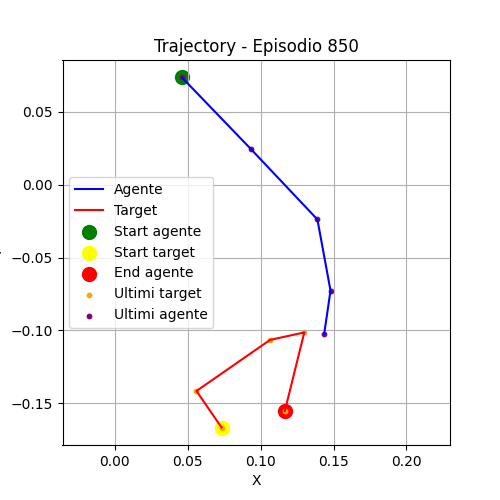 Trajectory - Episodio 850
0.05
0.00
−0.05
−0.10
−0.15
Agente
Target
Start agente
Start target
End agente
Ultimi target
Ultimi agente
0.00 0.05 0.10 0.15 0.20
X